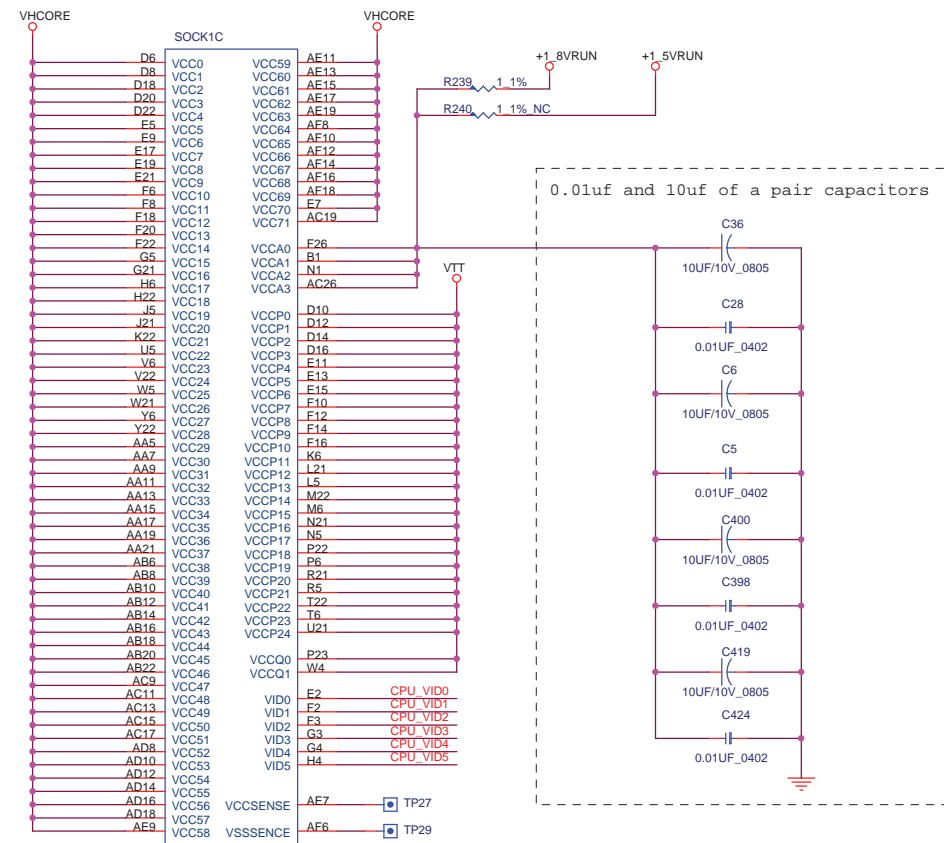 VHCORE
VHCORE
SOCK1C
+1_8VRUN
+1_5VRUN
R239 1_1%
R240 1_1%_NC
D6 VCC0
D8 VCC1
D18 VCC2
D20 VCC3
D22 VCC4
E5 VCC5
E9 VCC6
E17 VCC7
E19 VCC8
E21 VCC9
F6 VCC10
F8 VCC11
F18 VCC12
F20 VCC13
F22 VCC14
G5 VCC15
G21 VCC16
H6 VCC17
H22 VCC18
J5 VCC19
J21 VCC20
K22 VCC21
U5 VCC22
V6 VCC23
V22 VCC24
W5 VCC25
W21 VCC26
Y6 VCC27
Y22 VCC28
AA5 VCC29
AA7 VCC30
AA9 VCC31
AA11 VCC32
AA13 VCC33
AA15 VCC34
AA17 VCC35
AA19 VCC36
AA21 VCC37
AB6 VCC38
AB8 VCC39
AB10 VCC40
AB12 VCC41
AB14 VCC42
AB16 VCC43
AB18 VCC44
AB20 VCC45
AB22 VCC46
AC9 VCC47
AC11 VCC48
AC13 VCC49
AC15 VCC50
AC17 VCC51
AD8 VCC52
AD10 VCC53
AD12 VCC54
AD14 VCC55
AD16 VCC56
AD18 VCC57
AE9 VCC58
VCC59 AE11
VCC60 AE13
VCC61 AE15
VCC62 AE17
VCC63 AE19
VCC64 AF8
VCC65 AF10
VCC66 AF12
VCC67 AF14
VCC68 AF16
VCC69 AF18
VCC70 E7
VCC71 AC19
VCCA0 F26
VCCA1 B1
VCCA2 N1
VCCA3 AC26
VTT
VCCP0 D10
VCCP1 D12
VCCP2 D14
VCCP3 D16
VCCP4 E11
VCCP5 E13
VCCP6 E15
VCCP7 F10
VCCP8 F12
VCCP9 F14
VCCP10 F16
VCCP11 K6
VCCP12 L21
VCCP13 L5
VCCP14 M22
VCCP15 M6
VCCP16 N21
VCCP17 N5
VCCP18 P22
VCCP19 P6
VCCP20 R21
VCCP21 R5
VCCP22 T22
VCCP23 T6
VCCP24 U21
VCCQ0 P23
VCCQ1 W4
VID0 E2 CPU_VID0
VID1 F2 CPU_VID1
VID2 F3 CPU_VID2
VID3 G3 CPU_VID3
VID4 G4 CPU_VID4
VID5 H4 CPU_VID5
VCCSENSE AE7 TP27
VSSSENCE AF6 TP29
0.01uf and 10uf of a pair capacitors
C36
10UF/10V_0805
C28
0.01UF_0402
C6
10UF/10V_0805
C5
0.01UF_0402
C400
10UF/10V_0805
C398
0.01UF_0402
C419
10UF/10V_0805
C424
0.01UF_0402